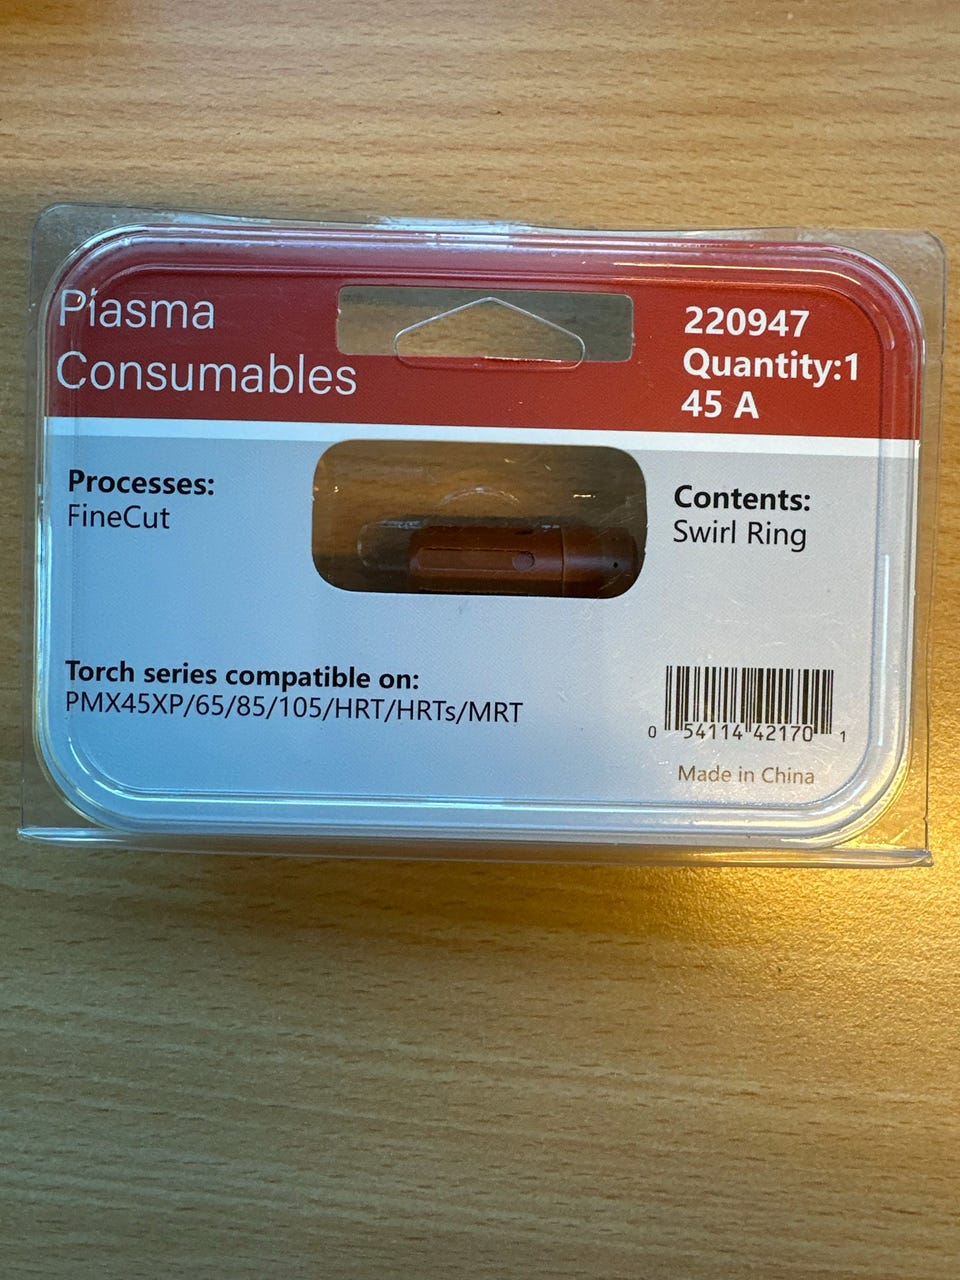 Plasma
Consumables
220947
Quantity:1
45 A
Processes:
FineCut
Contents:
Swirl Ring
Torch series compatible on:
PMX45XP/65/85/105/HRT/HRTs/MRT
0 54114 42170 1
Made in China